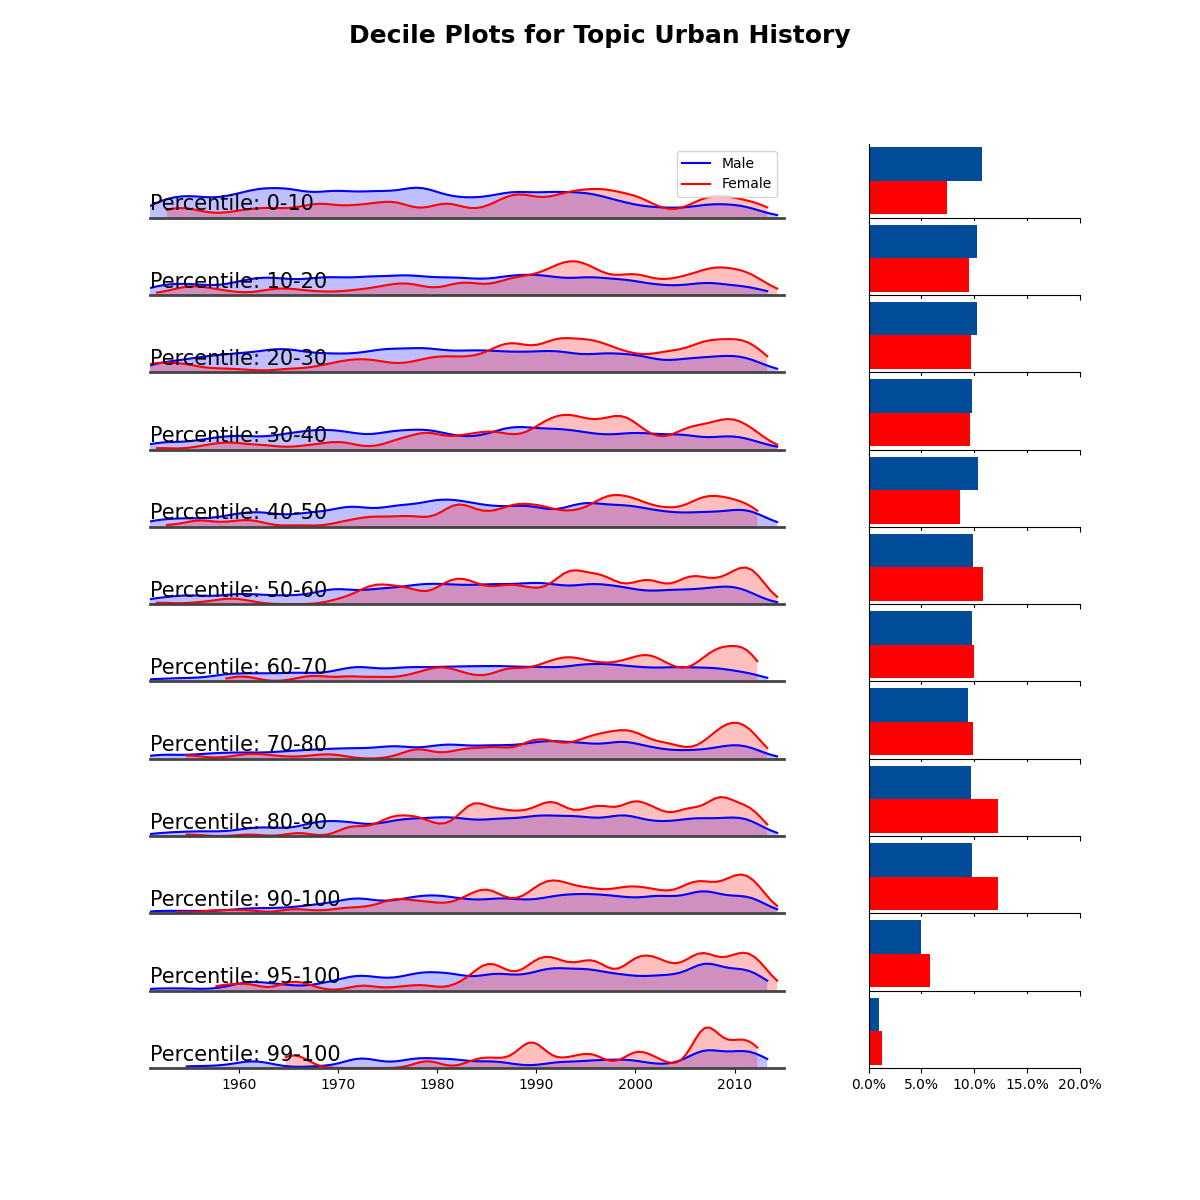 Decile Plots for Topic Urban History
Male
Female
Percentile: 0-10
Percentile: 10-20
Percentile: 20-30
Percentile: 30-40
Percentile: 40-50
Percentile: 50-60
Percentile: 60-70
Percentile: 70-80
Percentile: 80-90
Percentile: 90-100
Percentile: 95-100
Percentile: 99-100
1960 1970 1980 1990 2000 2010
0.0% 5.0% 10.0% 15.0% 20.0%